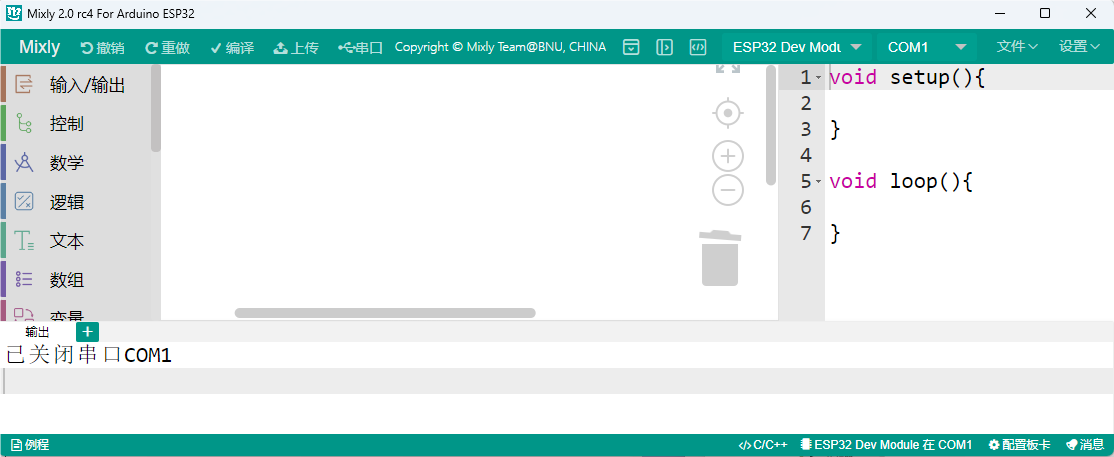 Mixly 2.0 rc4 For Arduino ESP32
Mixly 撤销 重做 编译 上传 串口 Copyright © Mixly Team@BNU, CHINA ESP32 Dev Modu COM1 文件 设置
输入/输出
控制
数学
逻辑
文本
数组
变量
1 void setup(){
2
3 }
4
5 void loop(){
6
7 }
输出 +
已关闭串口COM1
例程 C/C++ ESP32 Dev Module 在 COM1 配置板卡 消息